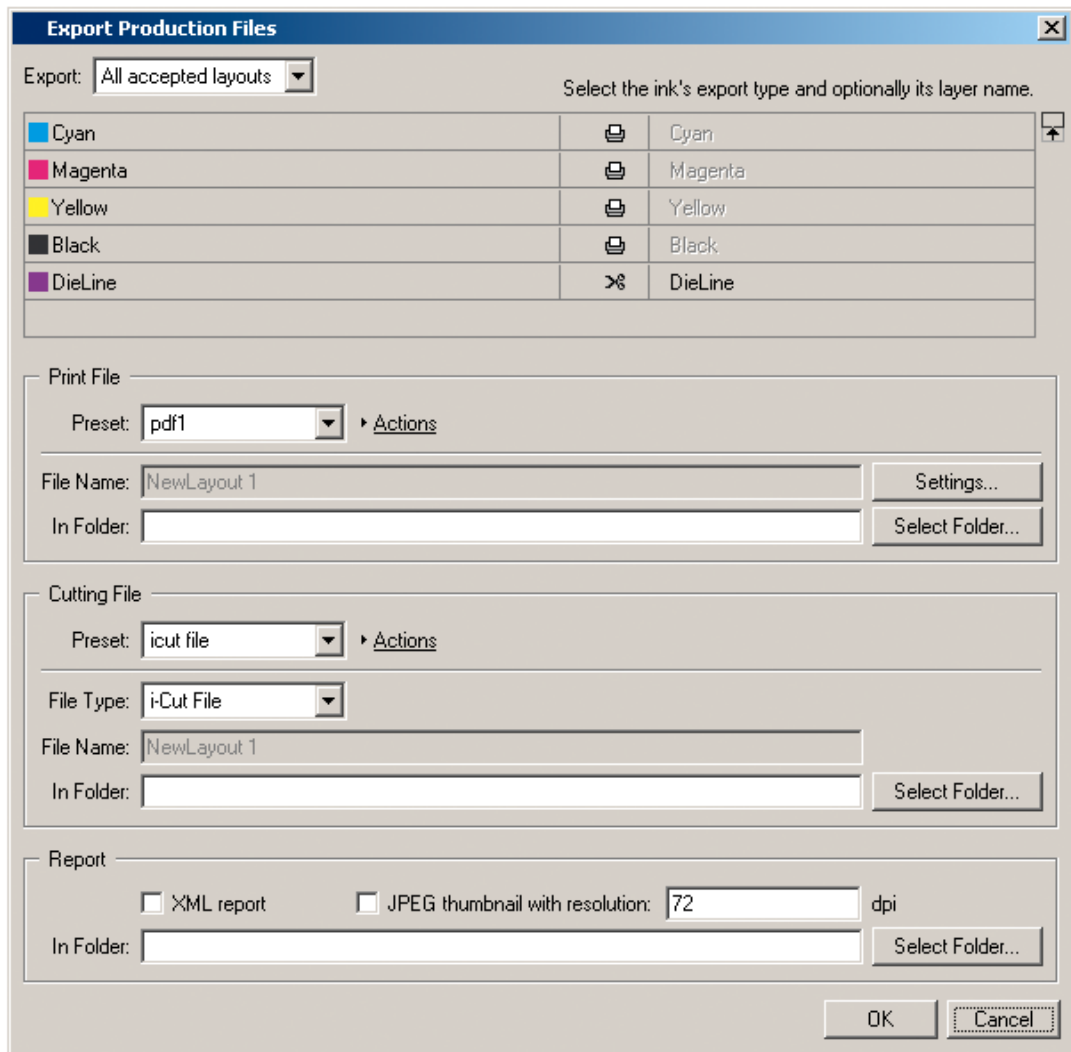 Export Production Files
Export: All accepted layouts
Select the ink's export type and optionally its layer name.
Cyan Cyan
Magenta Magenta
Yellow Yellow
Black Black
DieLine DieLine
Print File
Preset: pdf1 Actions
File Name: NewLayout 1 Settings...
In Folder: Select Folder...
Cutting File
Preset: icut file Actions
File Type: i-Cut File
File Name: NewLayout 1
In Folder: Select Folder...
Report
XML report JPEG thumbnail with resolution: 72 dpi
In Folder: Select Folder...
OK Cancel